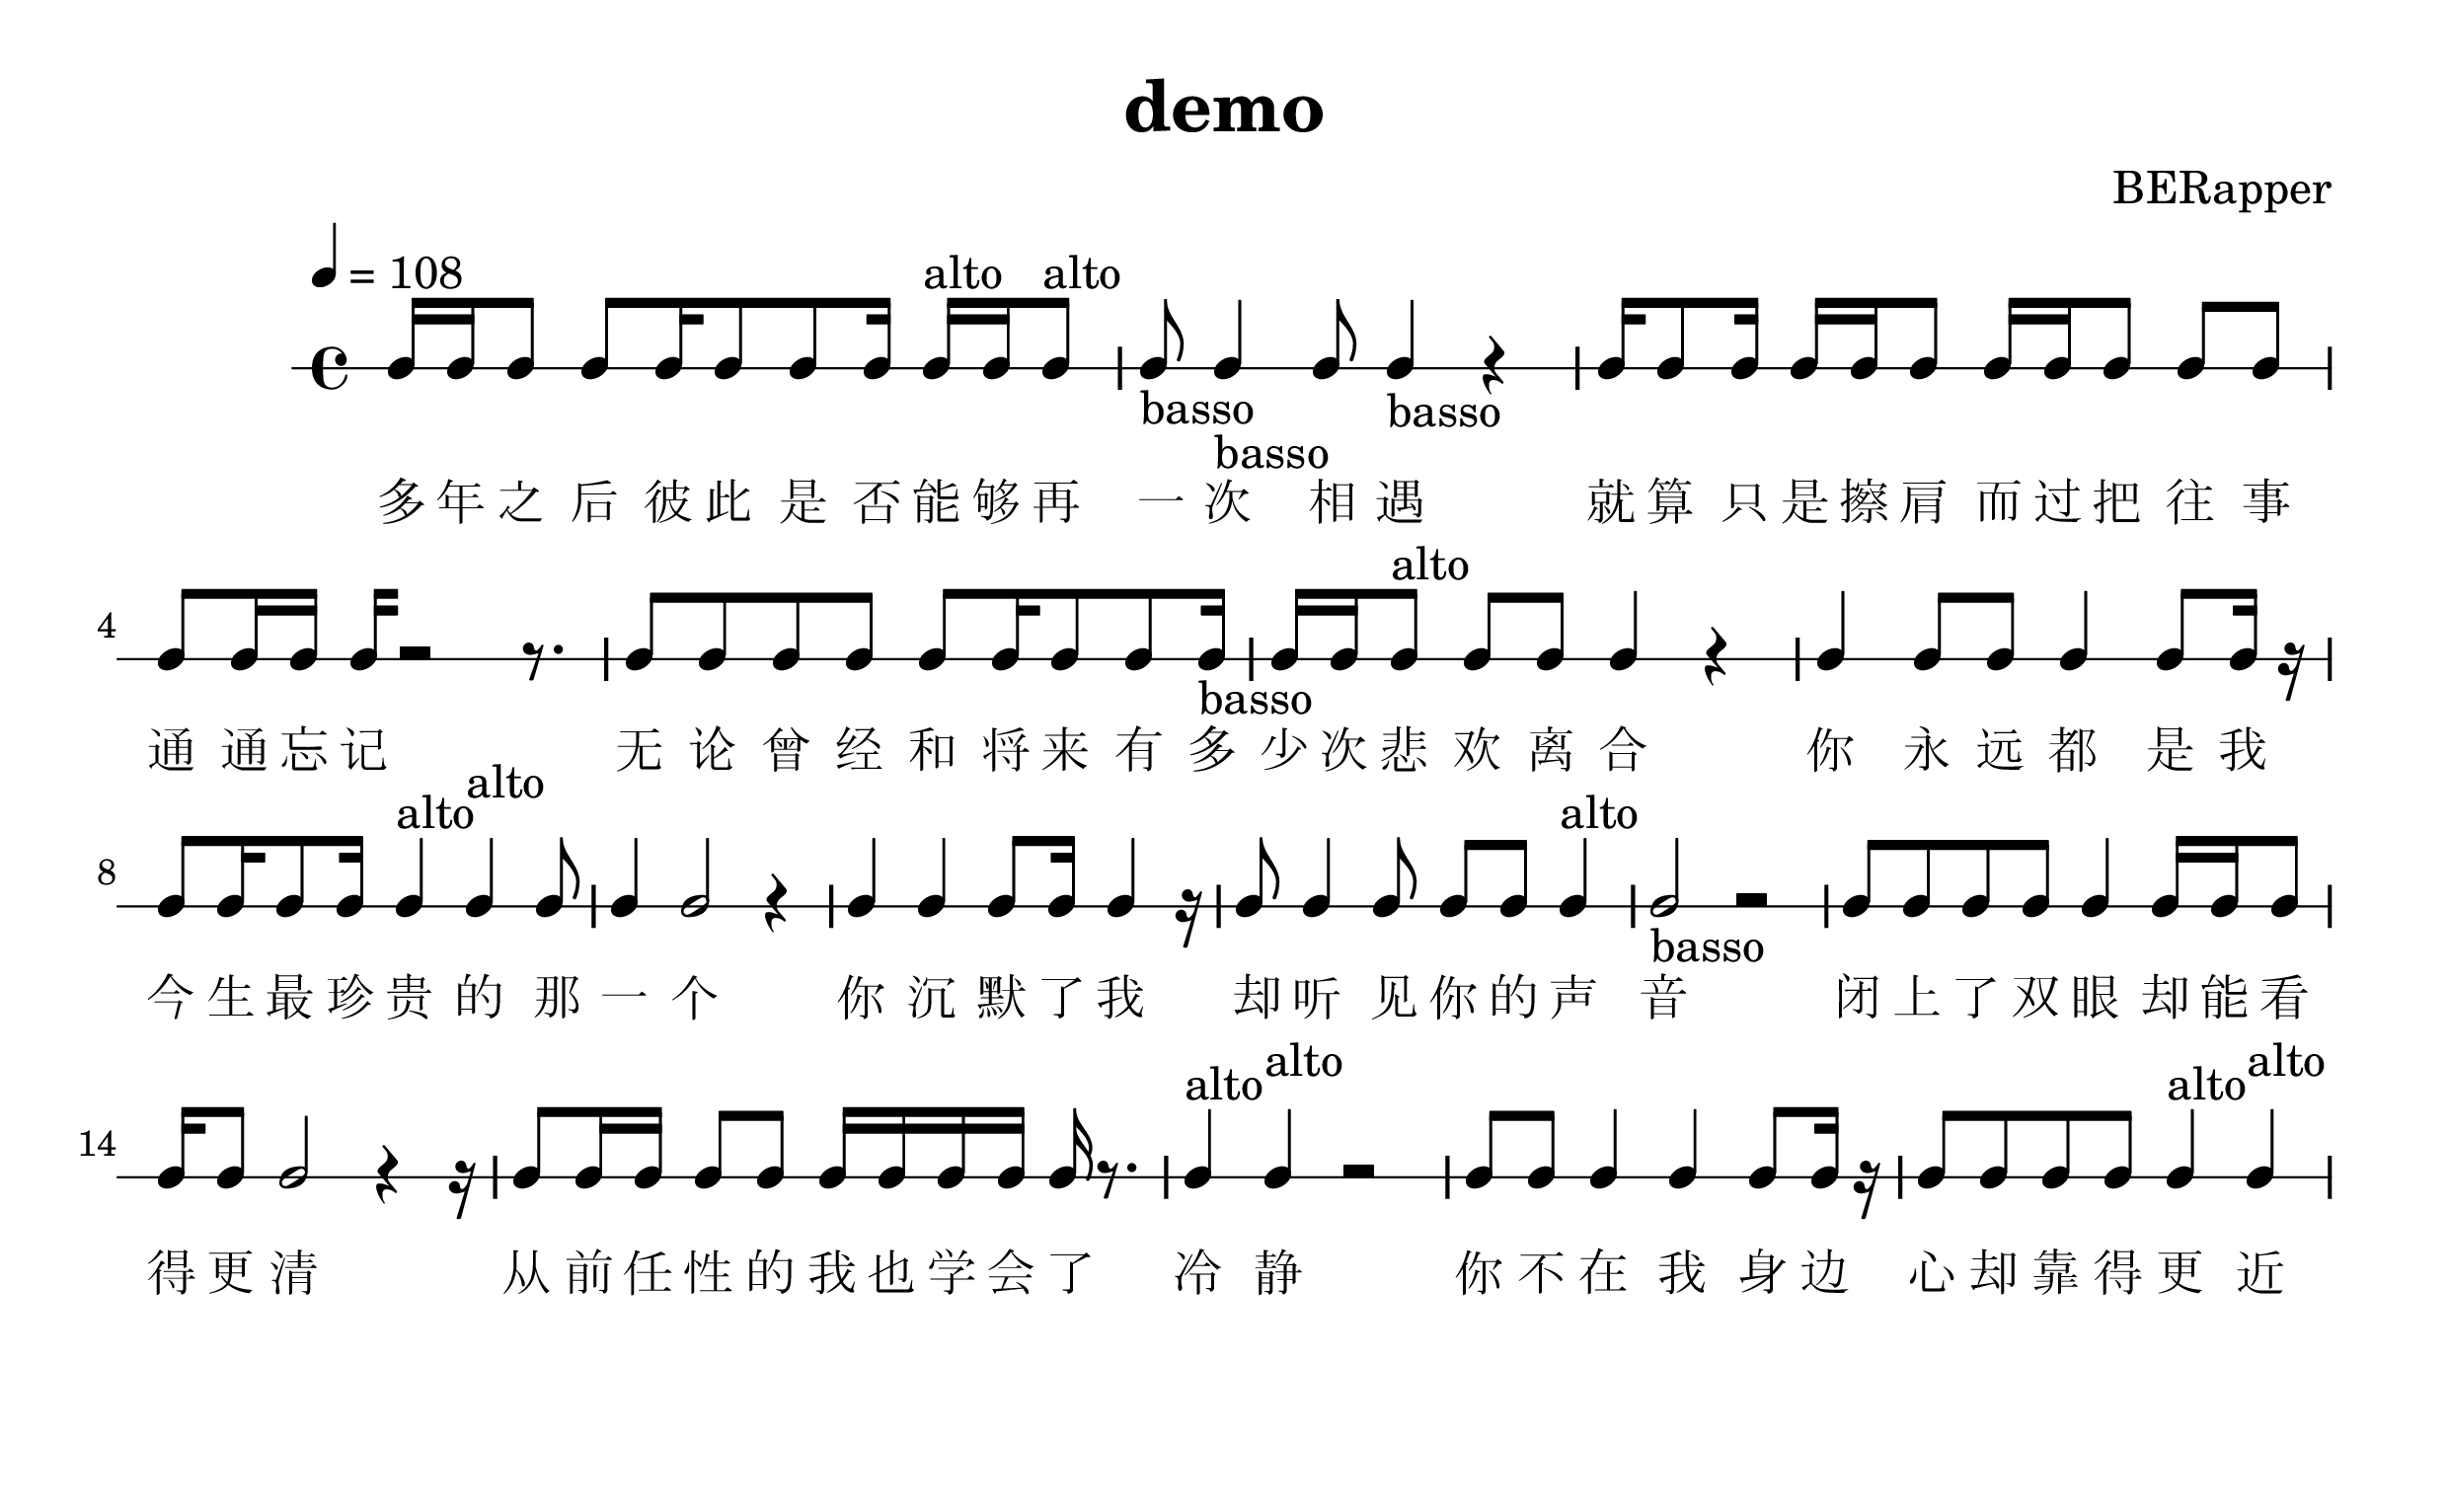 demo
BERapper
= 108
alto alto
basso basso basso
多年之后彼此是否能够再一次相遇就算只是擦肩而过把往事
4
alto
basso
通通忘记无论曾经和将来有多少次悲欢离合你永远都是我
8
alto alto alto
basso
今生最珍贵的那一个你沉默了我却听见你的声音闭上了双眼却能看
14
alto alto alto alto
得更清从前任性的我也学会了冷静你不在我身边心却靠得更近